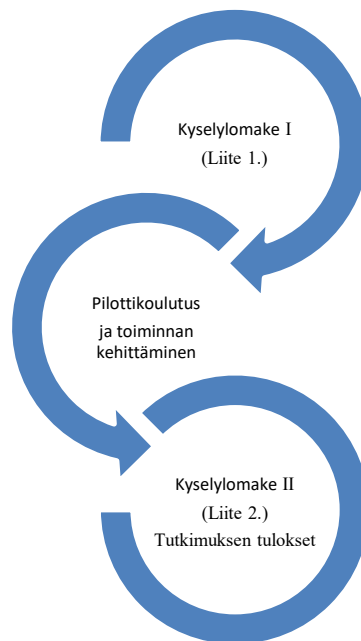 Kyselylomake I
(Liite 1.)
Pilottikoulutus
ja toiminnan
kehittäminen
Kyselylomake II
(Liite 2.)
Tutkimuksen tulokset